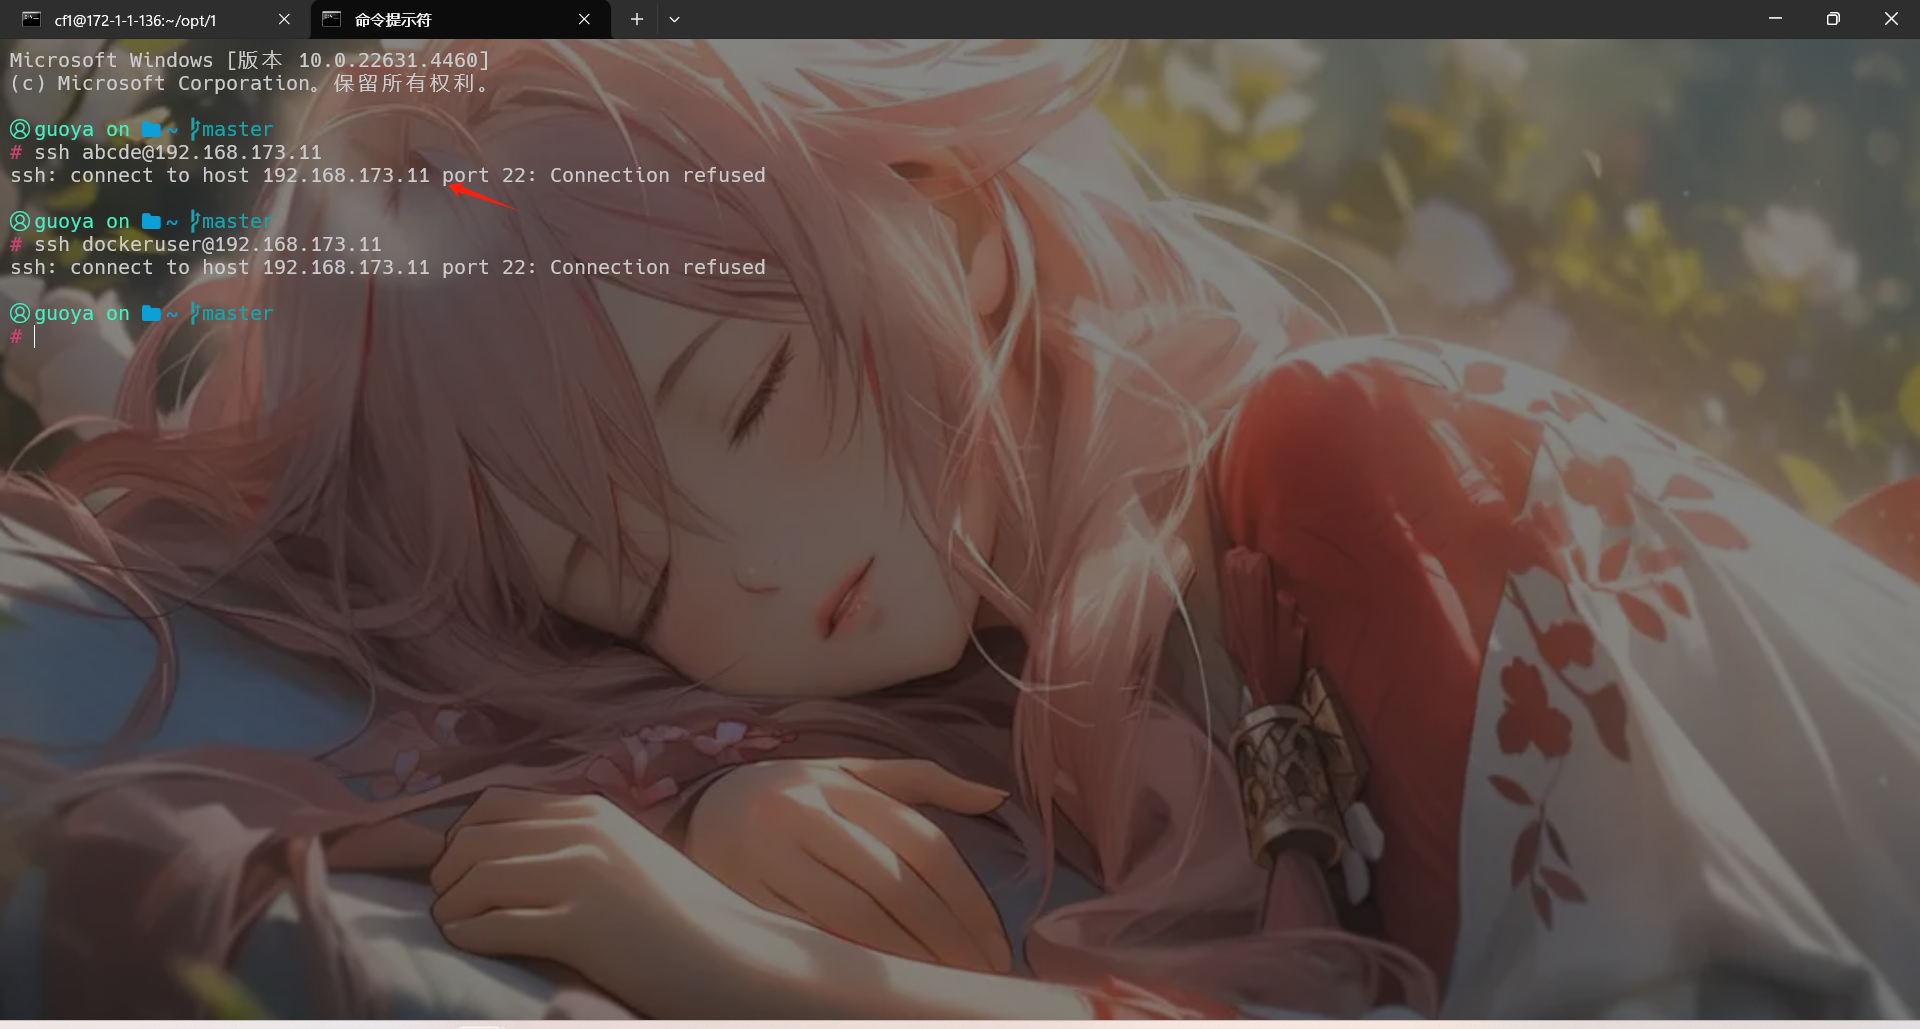 cf1@172-1-1-136:~/opt/1
命令提示符
Microsoft Windows [版本 10.0.22631.4460]
(c) Microsoft Corporation。保留所有权利。
guoya on ~ master
# ssh abcde@192.168.173.11
ssh: connect to host 192.168.173.11 port 22: Connection refused
guoya on ~ master
# ssh dockeruser@192.168.173.11
ssh: connect to host 192.168.173.11 port 22: Connection refused
guoya on ~ master
#